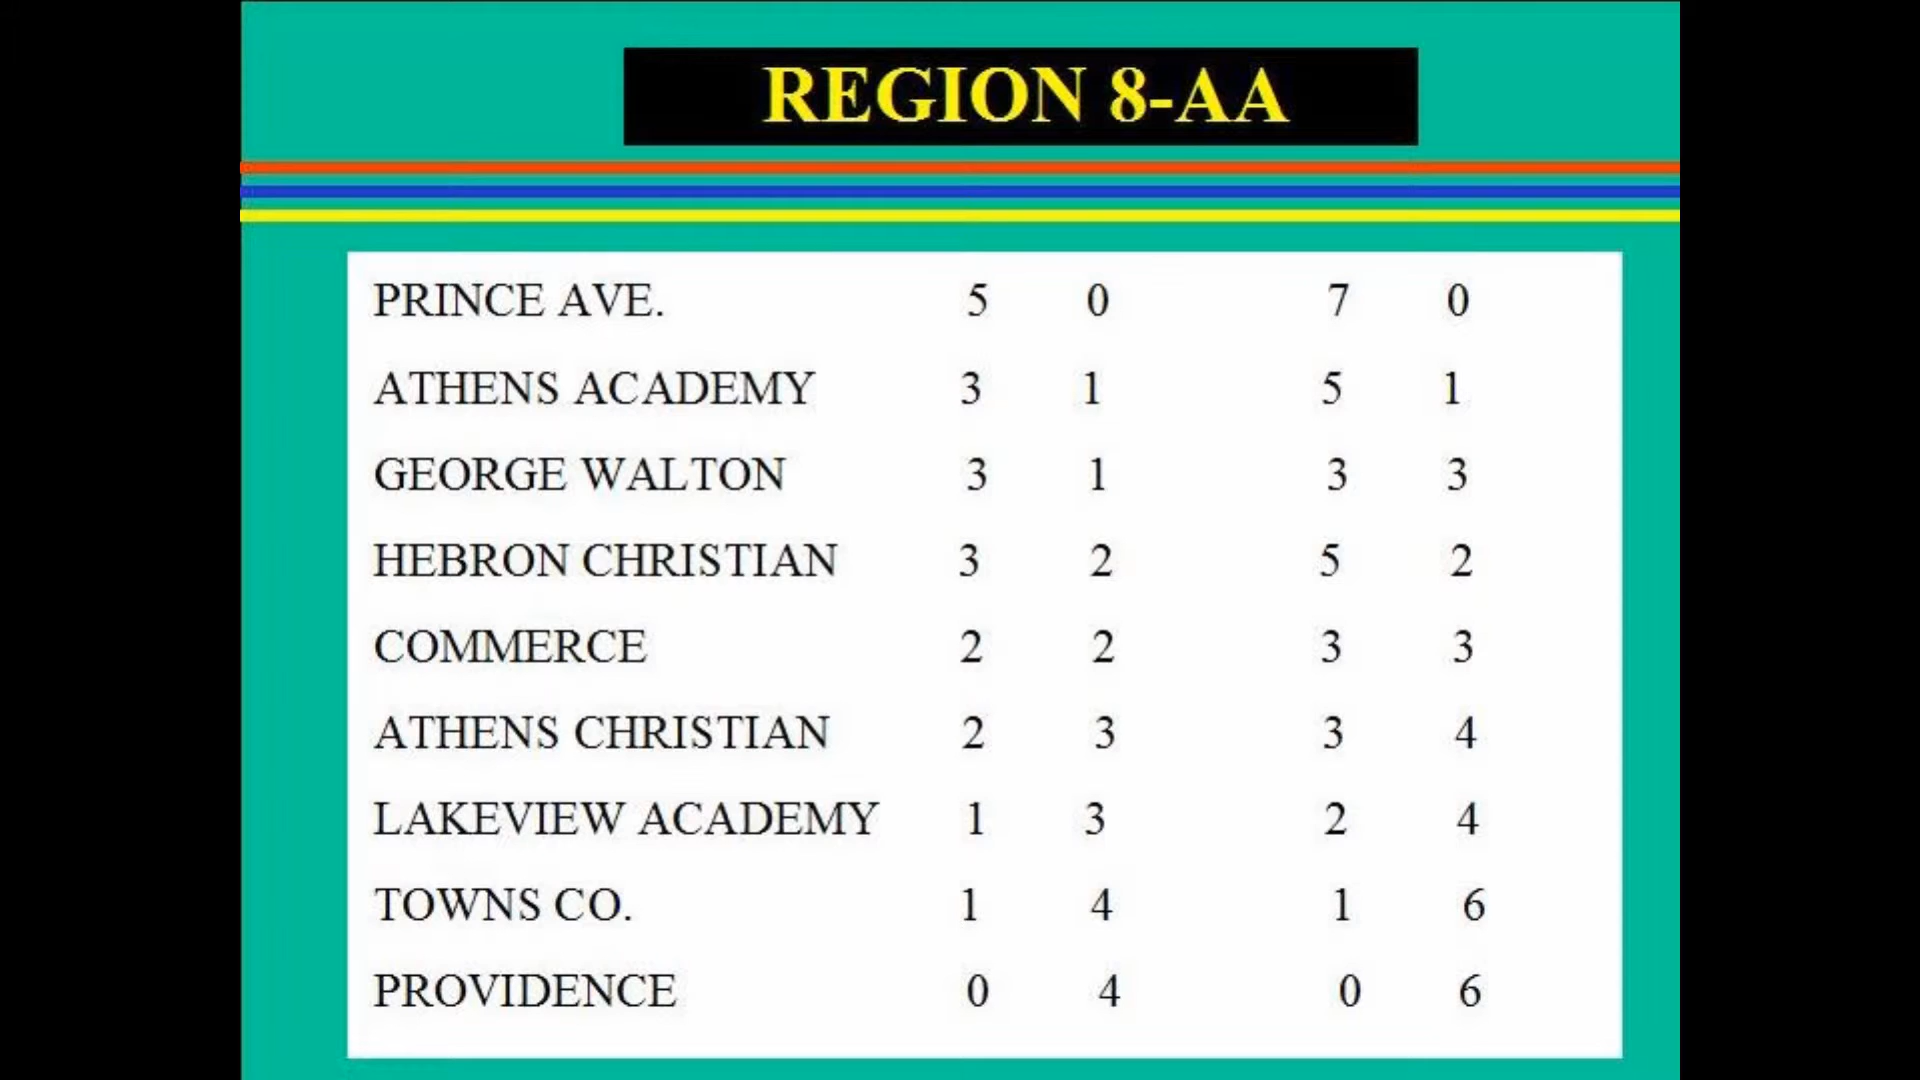 REGION 8-AA
PRINCE AVE. 5 0 7 0
ATHENS ACADEMY 3 1 5 1
GEORGE WALTON 3 1 3 3
HEBRON CHRISTIAN 3 2 5 2
COMMERCE 2 2 3 3
ATHENS CHRISTIAN 2 3 3 4
LAKEVIEW ACADEMY 1 3 2 4
TOWNS CO. 1 4 1 6
PROVIDENCE 0 4 0 6